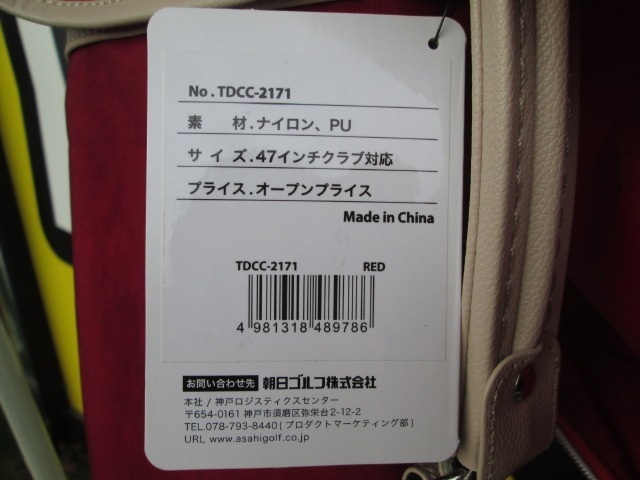 No . TDCC-2171
素　材 . ナイロン、PU
サ イ ズ . 47インチクラブ対応
プライス . オープンプライス
Made in China
TDCC-2171 RED
4 981318 489786
お問い合わせ先 朝日ゴルフ株式会社
本社 / 神戸ロジスティクスセンター
〒654-0161 神戸市須磨区弥栄台2-12-2
TEL.078-793-8440 ( プロダクトマーケティング部 )
URL www.asahigolf.co.jp